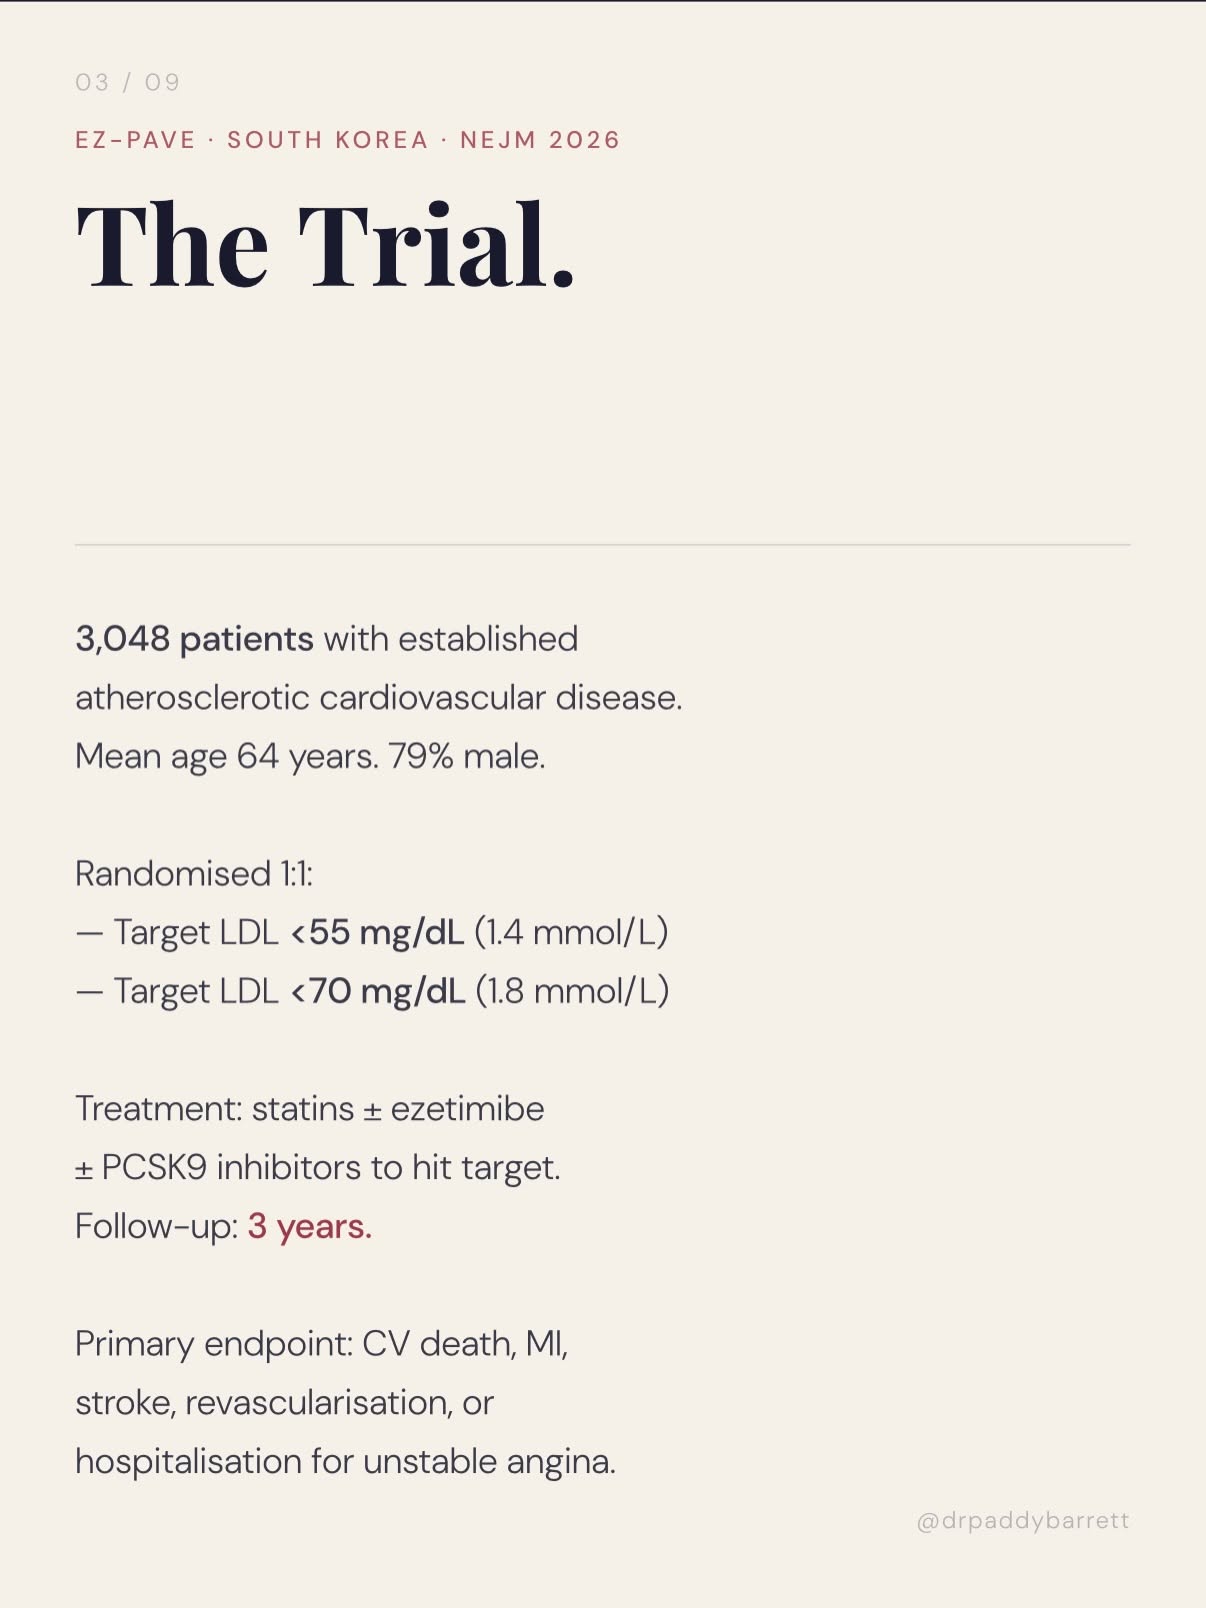 03 / 09
EZ-PAVE · SOUTH KOREA · NEJM 2026
The Trial.
3,048 patients with established
atherosclerotic cardiovascular disease.
Mean age 64 years. 79% male.
Randomised 1:1:
— Target LDL <55 mg/dL (1.4 mmol/L)
— Target LDL <70 mg/dL (1.8 mmol/L)
Treatment: statins ± ezetimibe
± PCSK9 inhibitors to hit target.
Follow-up: 3 years.
Primary endpoint: CV death, MI,
stroke, revascularisation, or
hospitalisation for unstable angina.
@drpaddybarrett